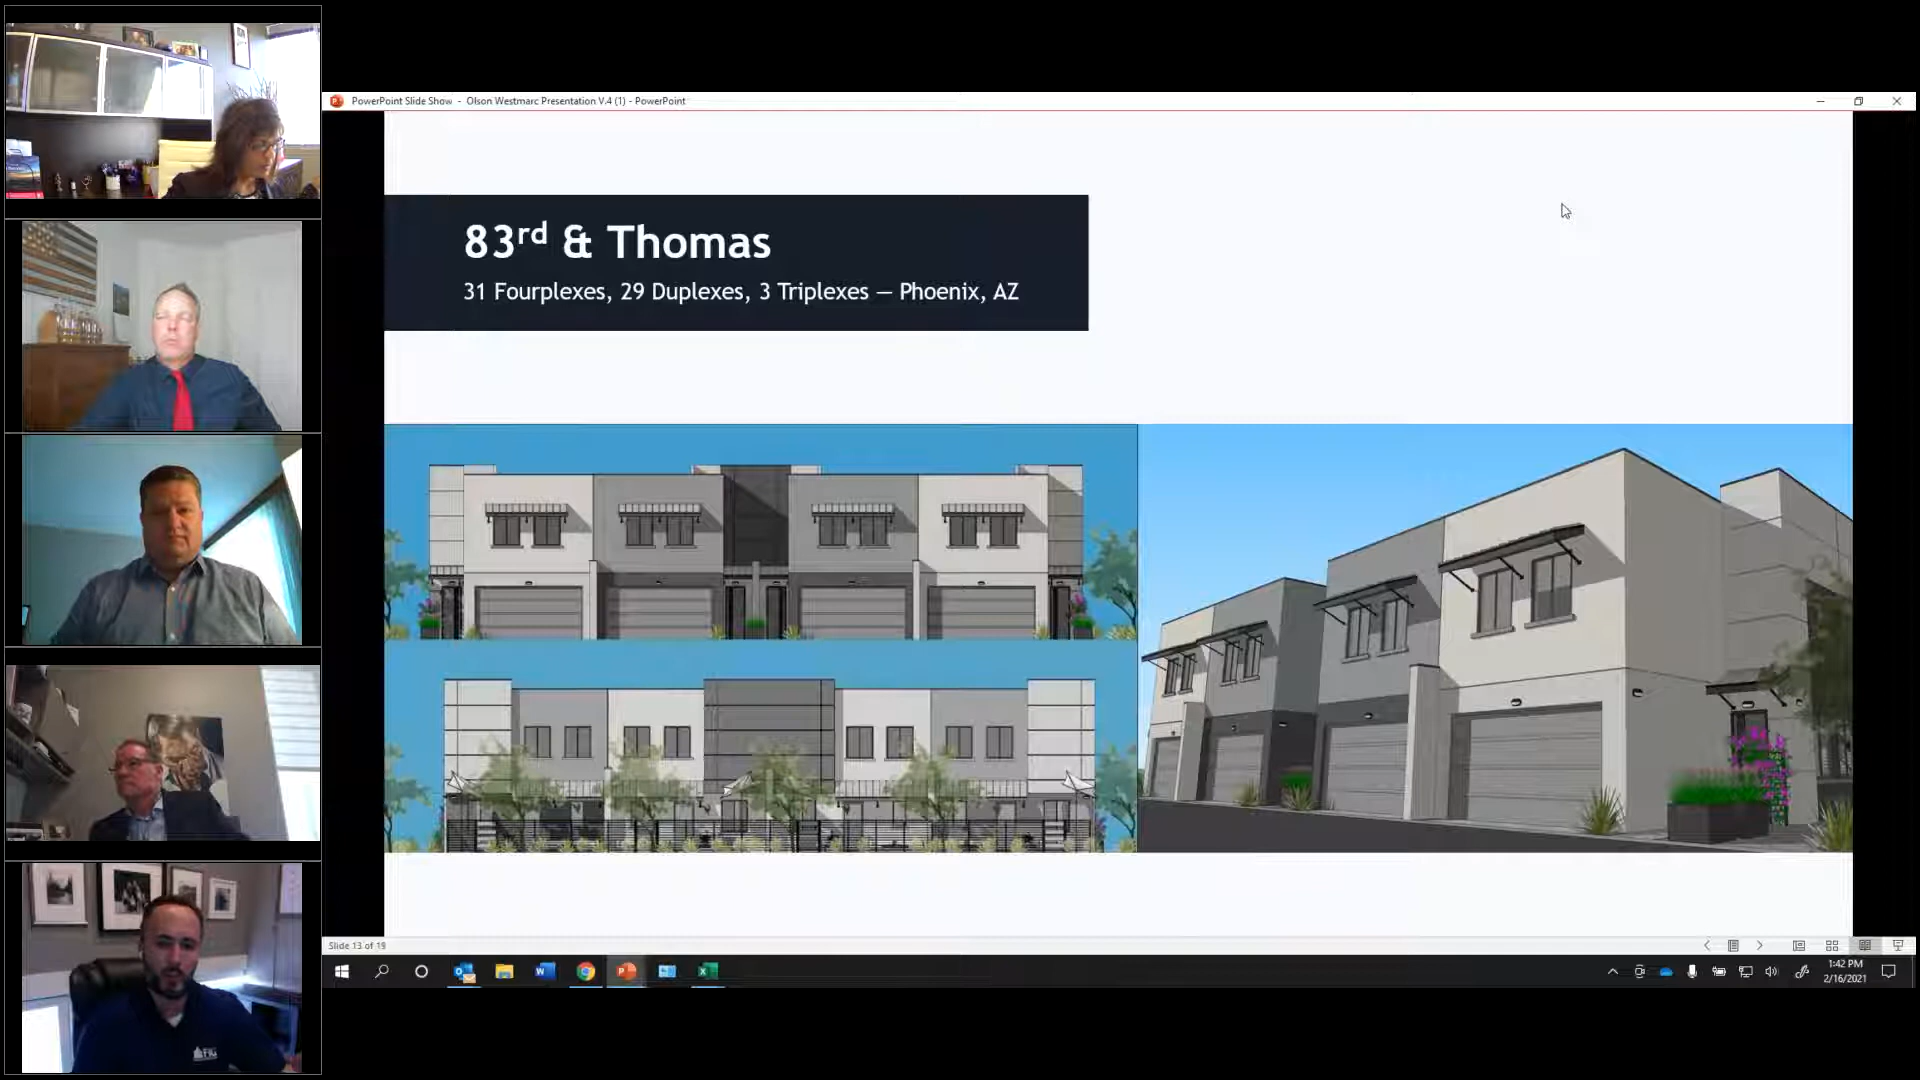 PowerPoint Slide Show - Olson Westmarc Presentation V.4 (1) - PowerPoint
83rd & Thomas
31 Fourplexes, 29 Duplexes, 3 Triplexes — Phoenix, AZ
Slide 13 of 19
1:42 PM
2/16/2021
FIG